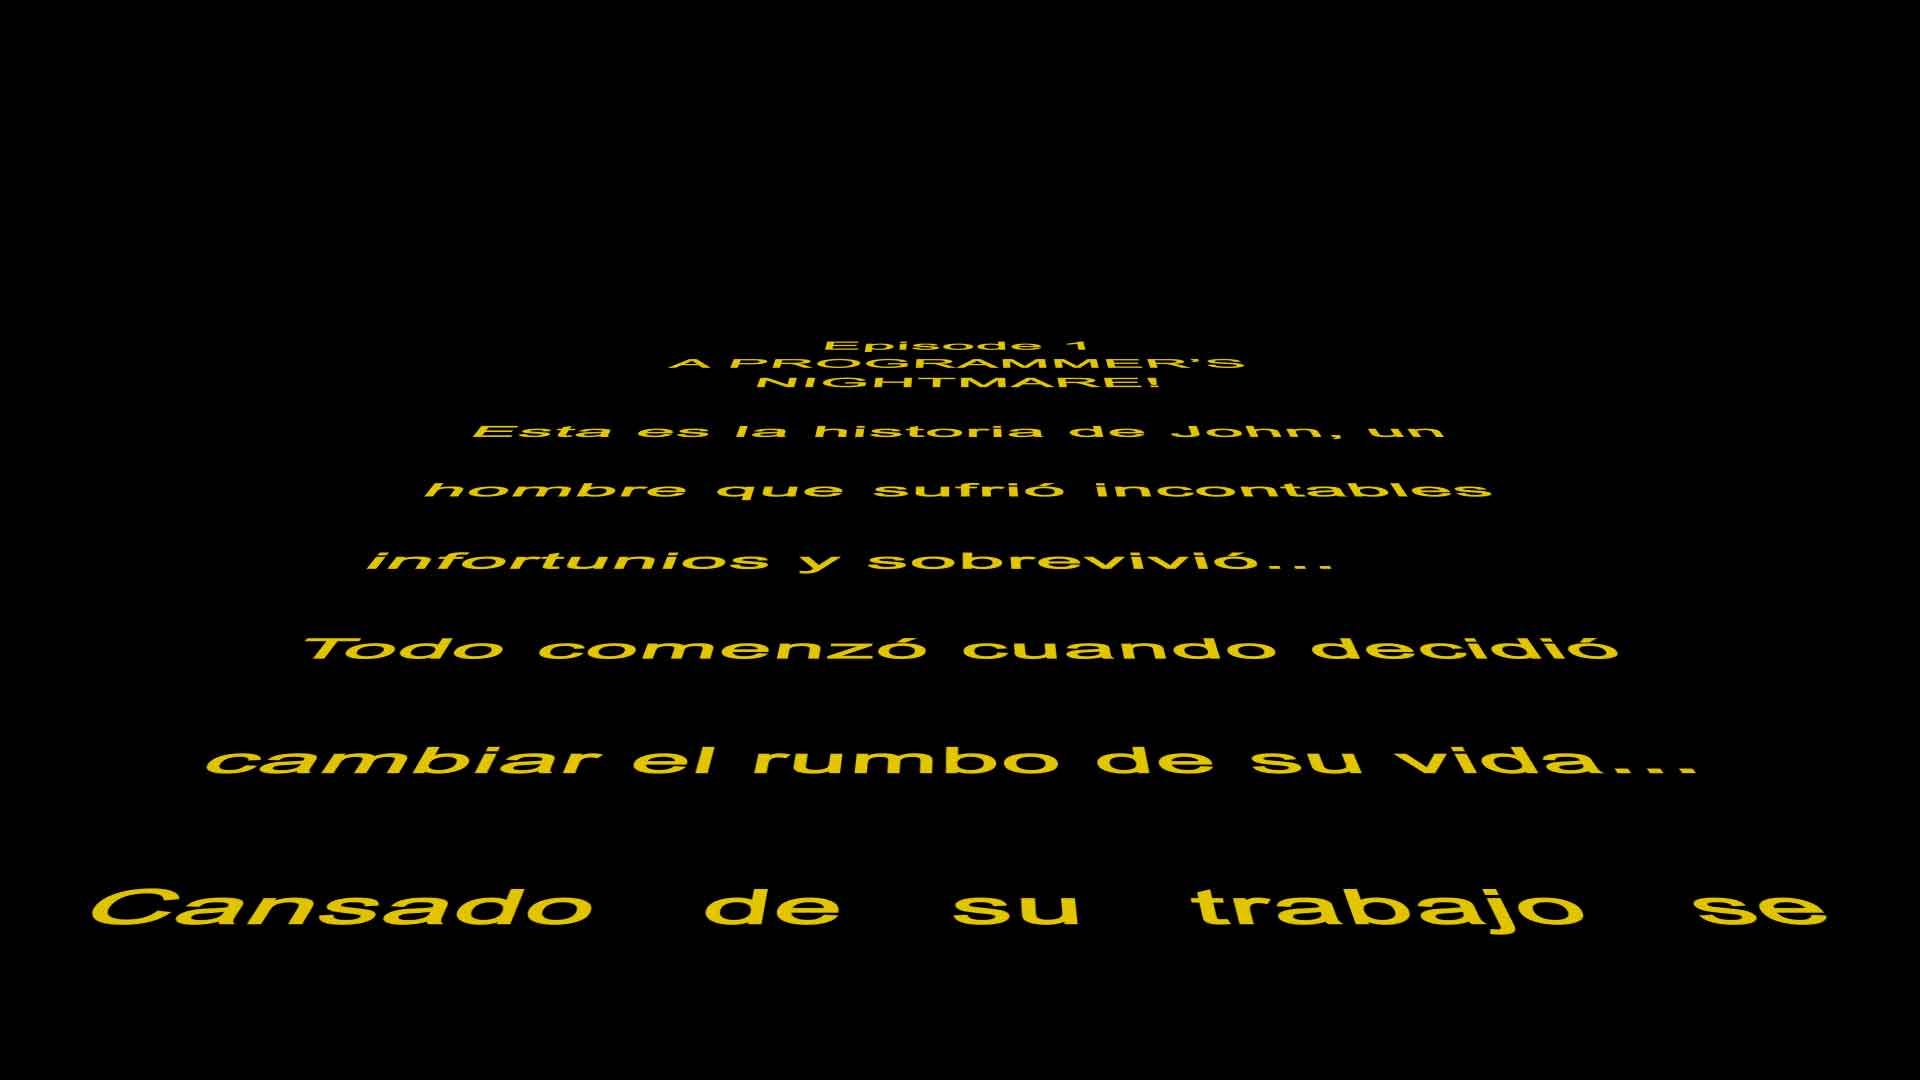 Episode 1
A PROGRAMMER'S
NIGHTMARE!
Esta es la historia de John, un
hombre que sufrió incontables
infortunios y sobrevivió...
Todo comenzó cuando decidió
cambiar el rumbo de su vida...
Cansado de su trabajo se